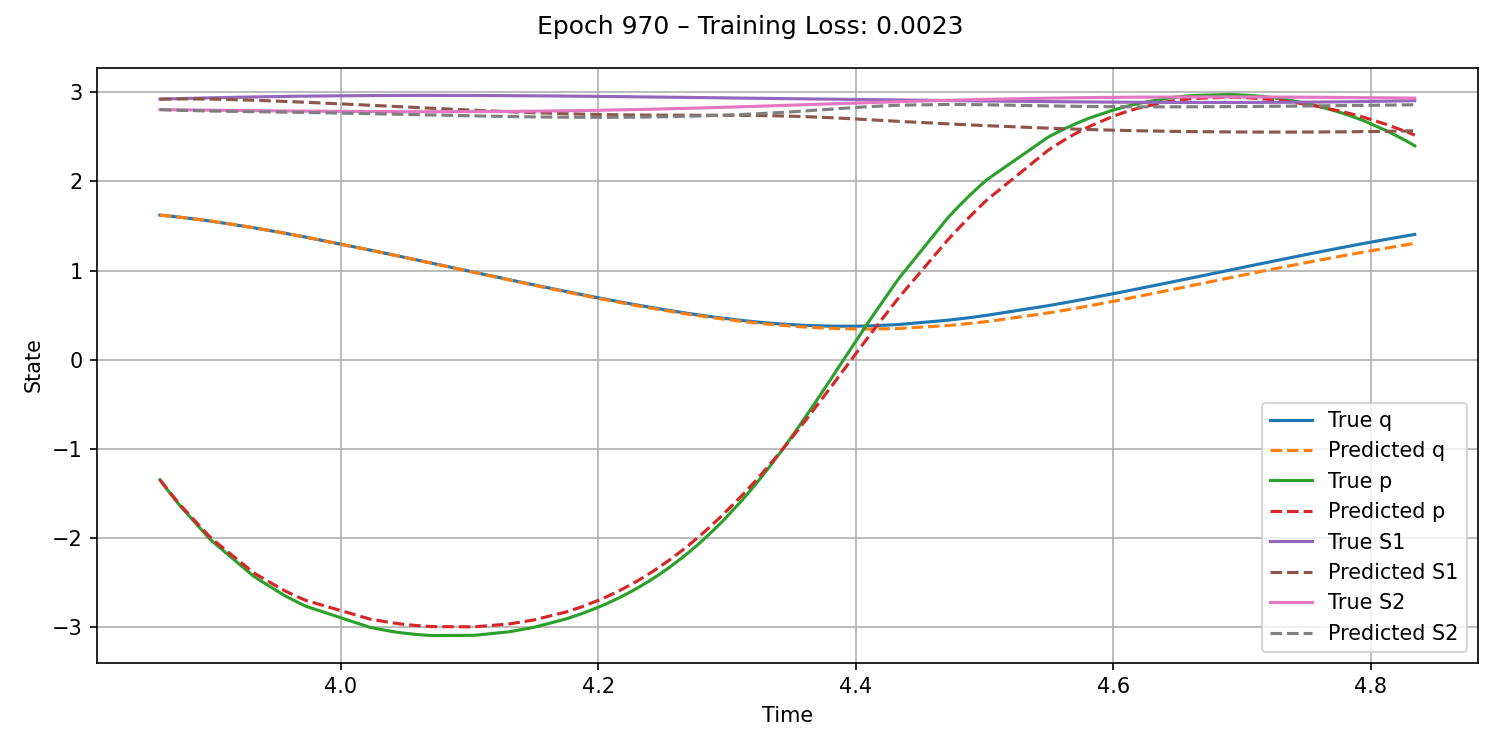 Epoch 970 – Training Loss: 0.0023
3
2
1
0
−1
−2
−3
State
4.0
4.2
4.4
4.6
4.8
Time
True q
Predicted q
True p
Predicted p
True S1
Predicted S1
True S2
Predicted S2